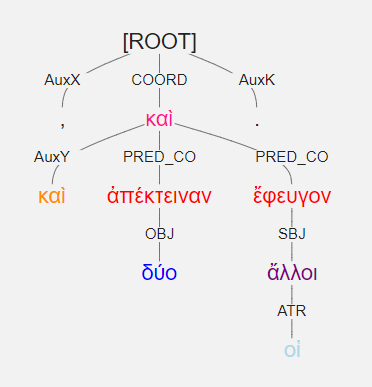 [ROOT]
AuxX COORD AuxK
, καὶ .
AuxY PRED_CO PRED_CO
καὶ ἀπέκτειναν ἔφευγον
OBJ SBJ
δύο ἄλλοι
ATR
οἱ